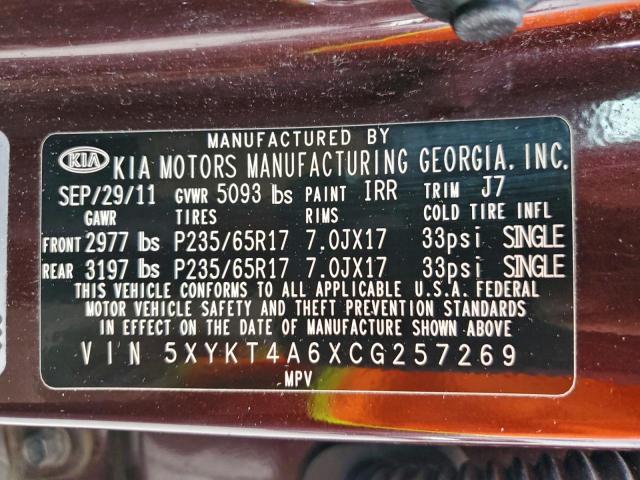 MANUFACTURED BY
KIA KIA MOTORS MANUFACTURING GEORGIA. INC.
SEP/29/11 GVWR 5093 lbs PAINT IRR TRIM J7
GAWR TIRES RIMS COLD TIRE INFL
FRONT 2977 lbs P235/65R17 7.0JX17 33psi SINGLE
REAR 3197 lbs P235/65R17 7.0JX17 33psi SINGLE
THIS VEHICLE CONFORMS TO ALL APPLICABLE U.S.A. FEDERAL
MOTOR VEHICLE SAFETY AND THEFT PREVENTION STANDARDS
IN EFFECT ON THE DATE OF MANUFACTURE SHOWN ABOVE
VIN 5XYKT4A6XCG257269
MPV